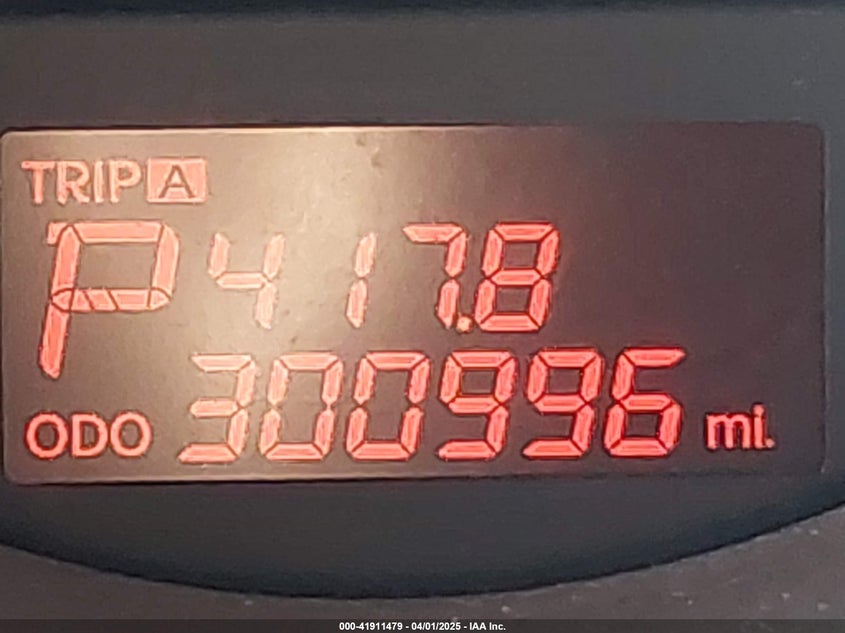 TRIP A
P 417.8
ODO 300996 mi.
000-41911479 - 04/01/2025 - IAA Inc.